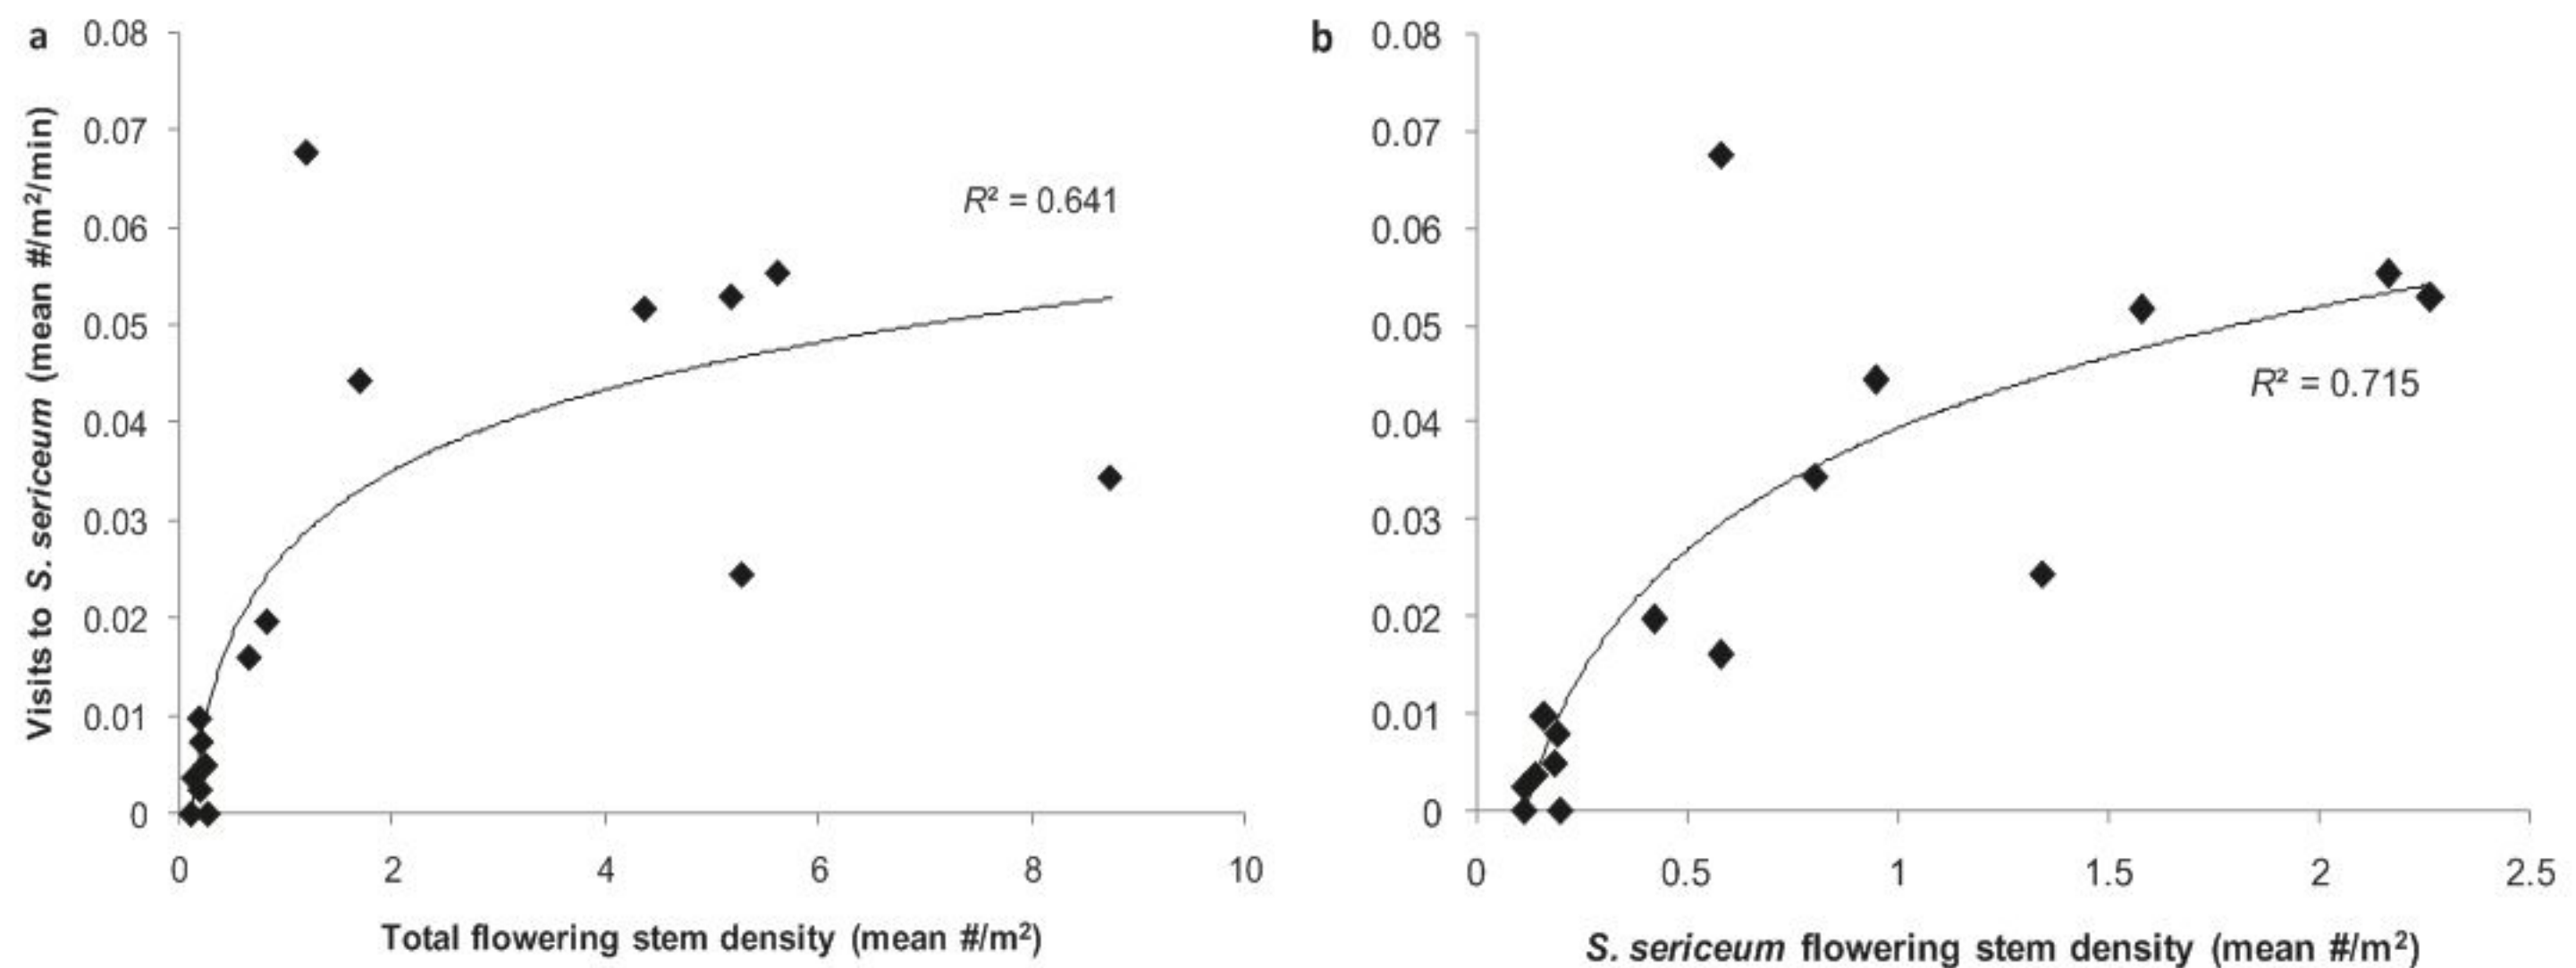 a
Visits to S. sericeum (mean #/m²/min)
0.08
0.07
0.06
0.05
0.04
0.03
0.02
0.01
0
R² = 0.641
0 2 4 6 8 10
Total flowering stem density (mean #/m²)
b
0.08
0.07
0.06
0.05
0.04
0.03
0.02
0.01
0
R² = 0.715
0 0.5 1 1.5 2 2.5
S. sericeum flowering stem density (mean #/m²)